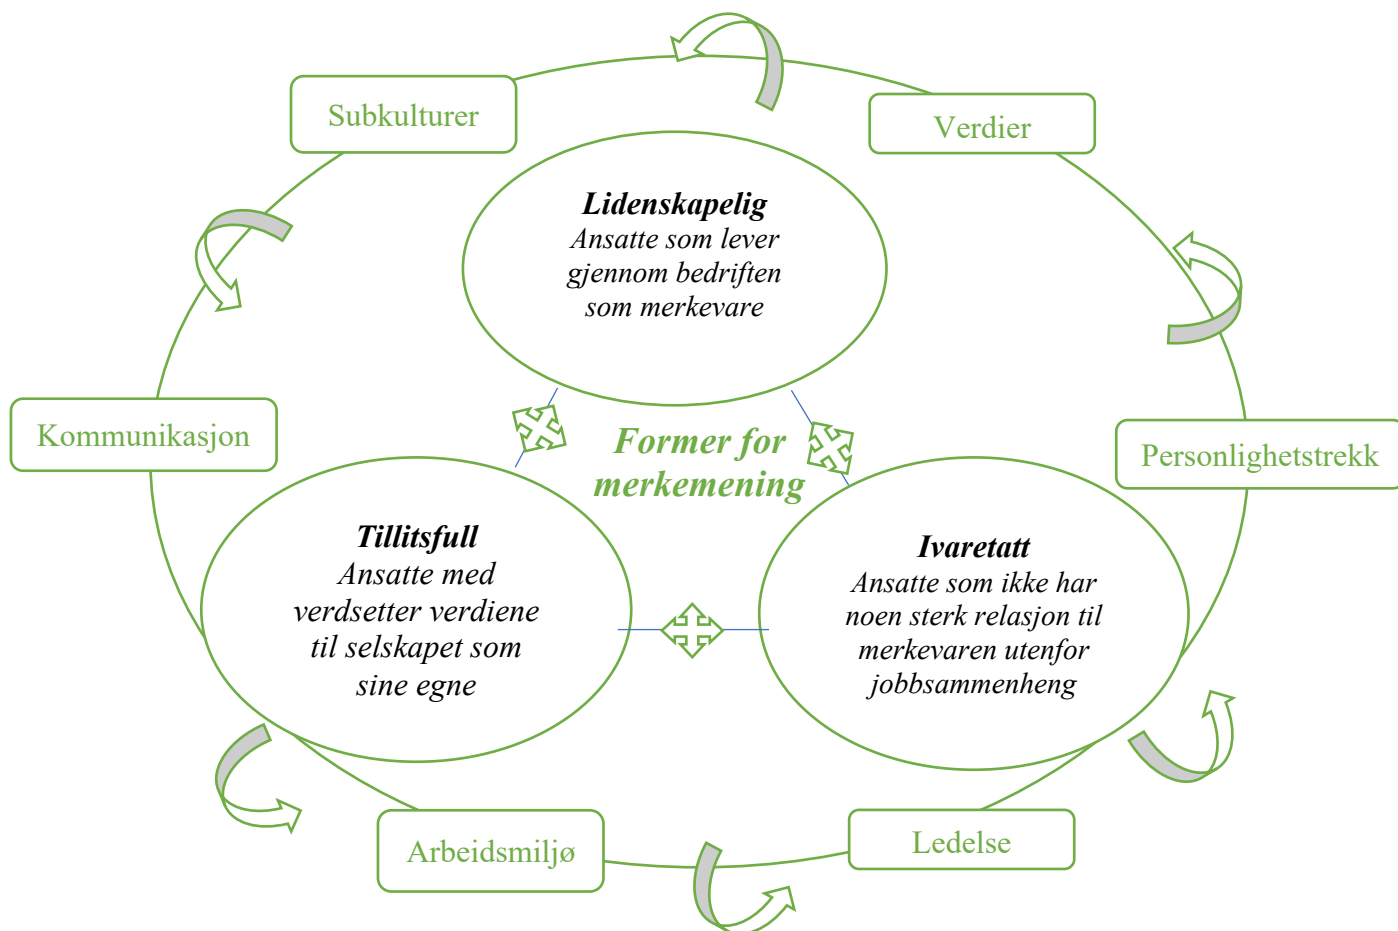 Subkulturer
Verdier
Lidenskapelig
Ansatte som lever
gjennom bedriften
som merkevare
Kommunikasjon
Former for
merkemening
Personlighetstrekk
Tillitsfull
Ansatte med
verdsetter verdiene
til selskapet som
sine egne
Ivaretatt
Ansatte som ikke har
noen sterk relasjon til
merkevaren utenfor
jobbsammenheng
Arbeidsmiljø
Ledelse